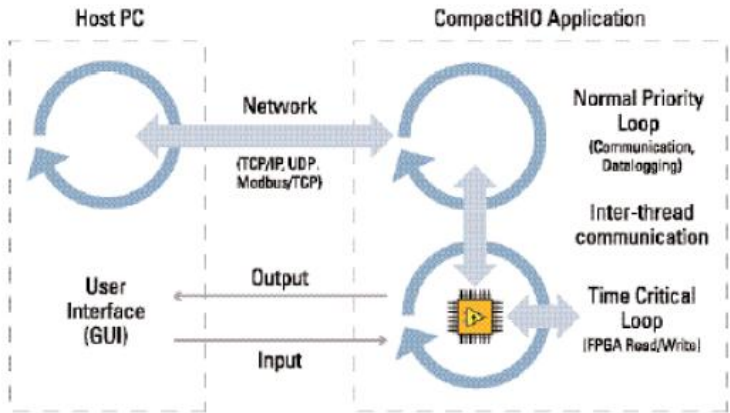 Host PC
CompactRIO Application
Network
(TCP/IP, UDP,
Modbus/TCP)
Normal Priority
Loop
(Communication,
Datalogging)
Inter-thread
communication
User
Interface
(GUI)
Output
Input
Time Critical
Loop
(FPGA Read/Write)